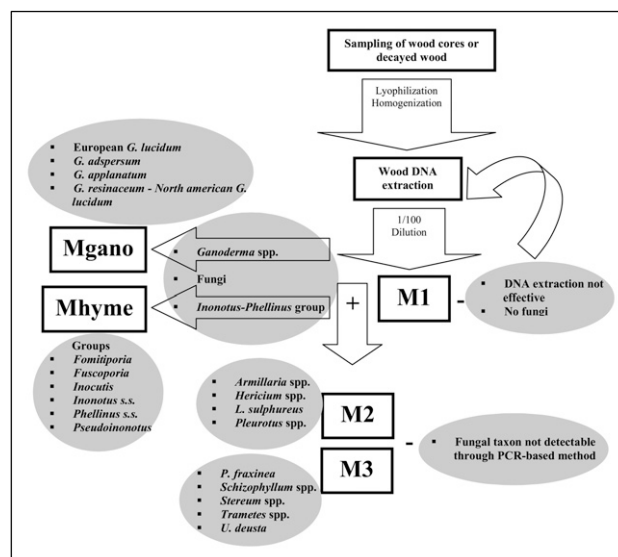 Sampling of wood cores or
decayed wood
Lyophilization
Homogenization
Wood DNA
extraction
1/100
Dilution
▪ European G. lucidum
▪ G. adspersum
▪ G. applanatum
▪ G. resinaceum - North american G.
lucidum
Mgano
▪ Ganoderma spp.
▪ Fungi
▪ Inonotus-Phellinus group
Mhyme
M1
+
-
▪ DNA extraction not
effective
▪ No fungi
Groups
▪ Fomitiporia
▪ Fuscoporia
▪ Inocutis
▪ Inonotus s.s.
▪ Phellinus s.s.
▪ Pseudoinonotus
▪ Armillaria spp.
▪ Hericium spp.
▪ L. sulphureus
▪ Pleurotus spp.
M2
M3
-
▪ Fungal taxon not detectable
through PCR-based method
▪ P. fraxinea
▪ Schizophyllum spp.
▪ Stereum spp.
▪ Trametes spp.
▪ U. deusta